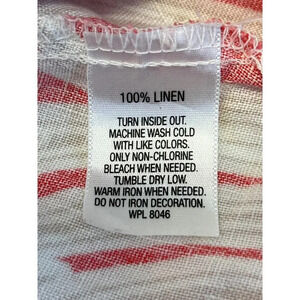 100% LINEN
TURN INSIDE OUT.
MACHINE WASH COLD
WITH LIKE COLORS.
ONLY NON-CHLORINE
BLEACH WHEN NEEDED.
TUMBLE DRY LOW.
WARM IRON WHEN NEEDED.
DO NOT IRON DECORATION.
WPL 8046